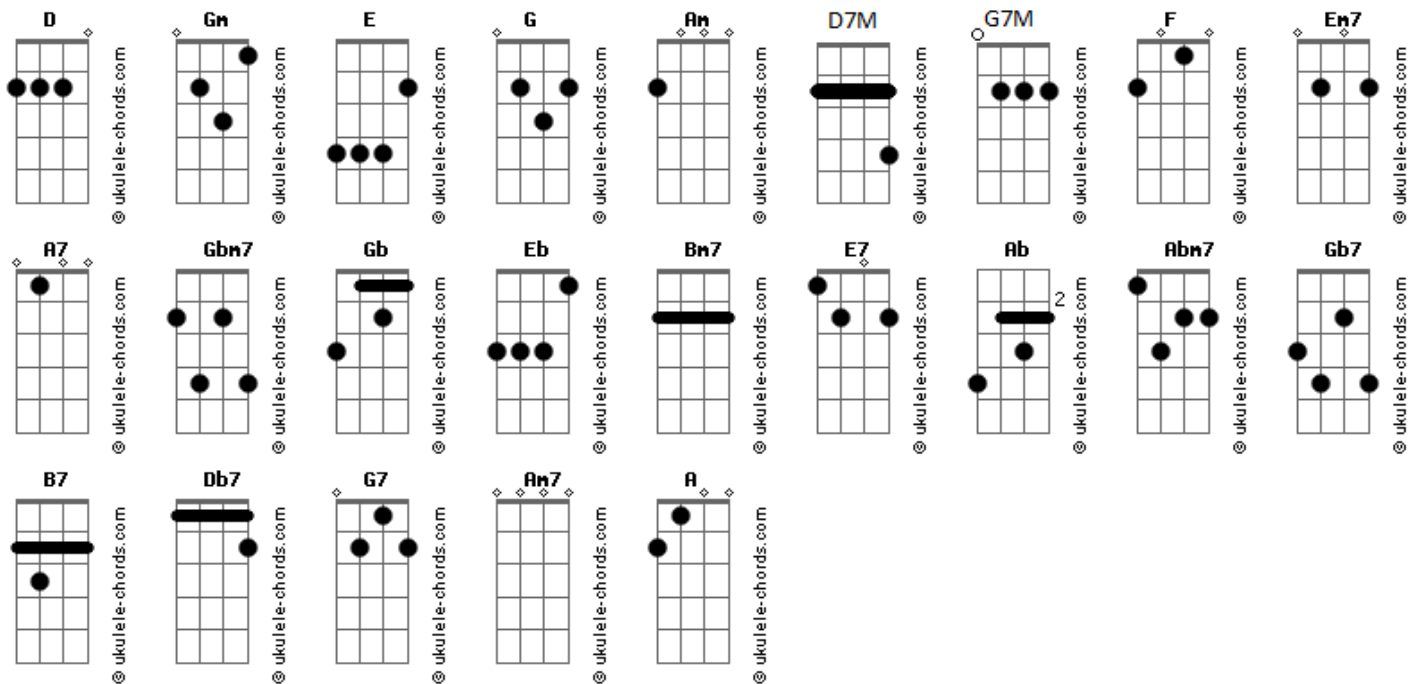 D Gm E G Am D7M G7M F Em7
© ukulele-chords.com © ukulele-chords.com © ukulele-chords.com © ukulele-chords.com © ukulele-chords.com © ukulele-chords.com © ukulele-chords.com © ukulele-chords.com © ukulele-chords.com
A7 Gbm7 Gb Eb Bm7 E7 Ab Abm7 Gb7
2
© ukulele-chords.com © ukulele-chords.com © ukulele-chords.com © ukulele-chords.com © ukulele-chords.com © ukulele-chords.com © ukulele-chords.com © ukulele-chords.com © ukulele-chords.com
B7 Db7 G7 Am7 A
© ukulele-chords.com © ukulele-chords.com © ukulele-chords.com © ukulele-chords.com © ukulele-chords.com